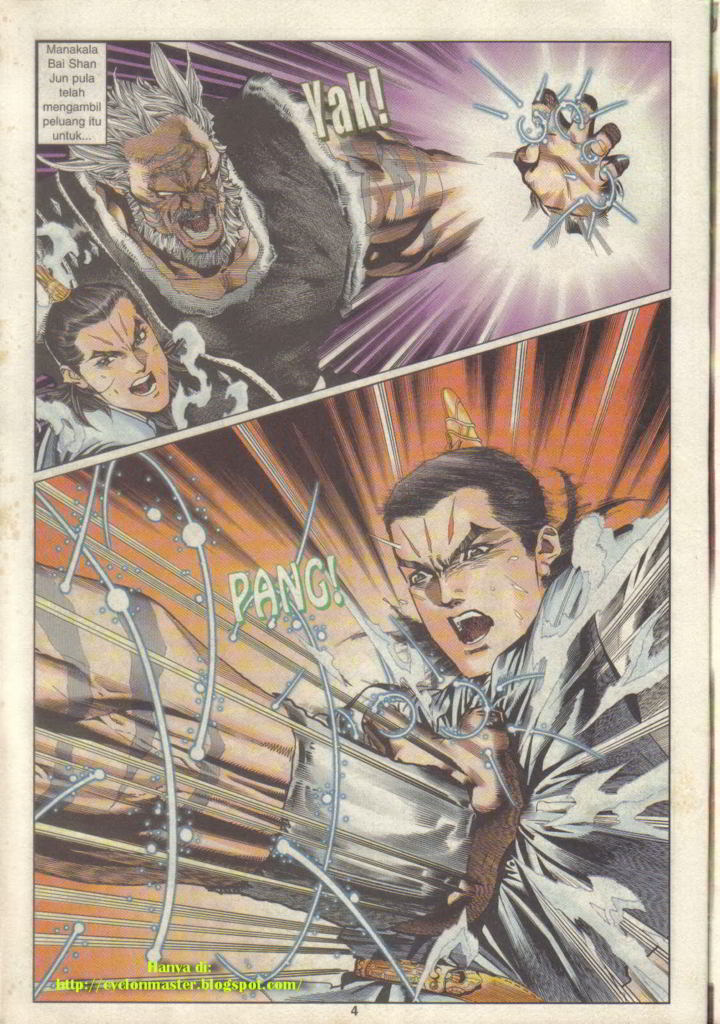 Manakala
Bai Shan
Jun pula
telah
mengambil
peluang itu
untuk...
Yak!
PANG!
Hanya di:
http://cyclonmaster.blogspot.com/
4